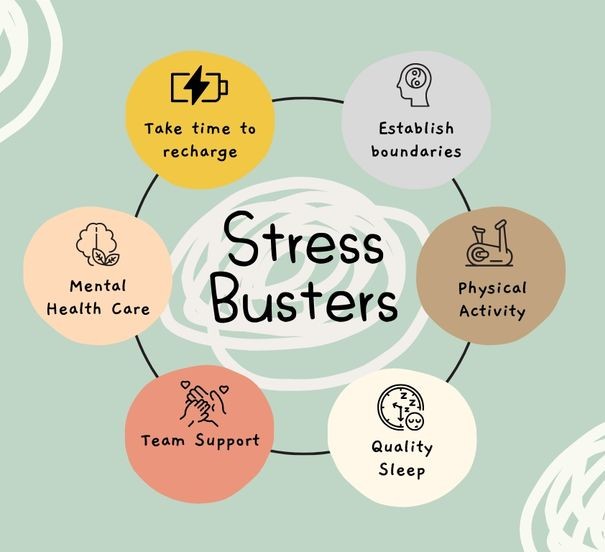 Take time to
recharge
Establish
boundaries
Stress
Busters
Mental
Health Care
Physical
Activity
Team Support
Quality
Sleep
z
z
z
z